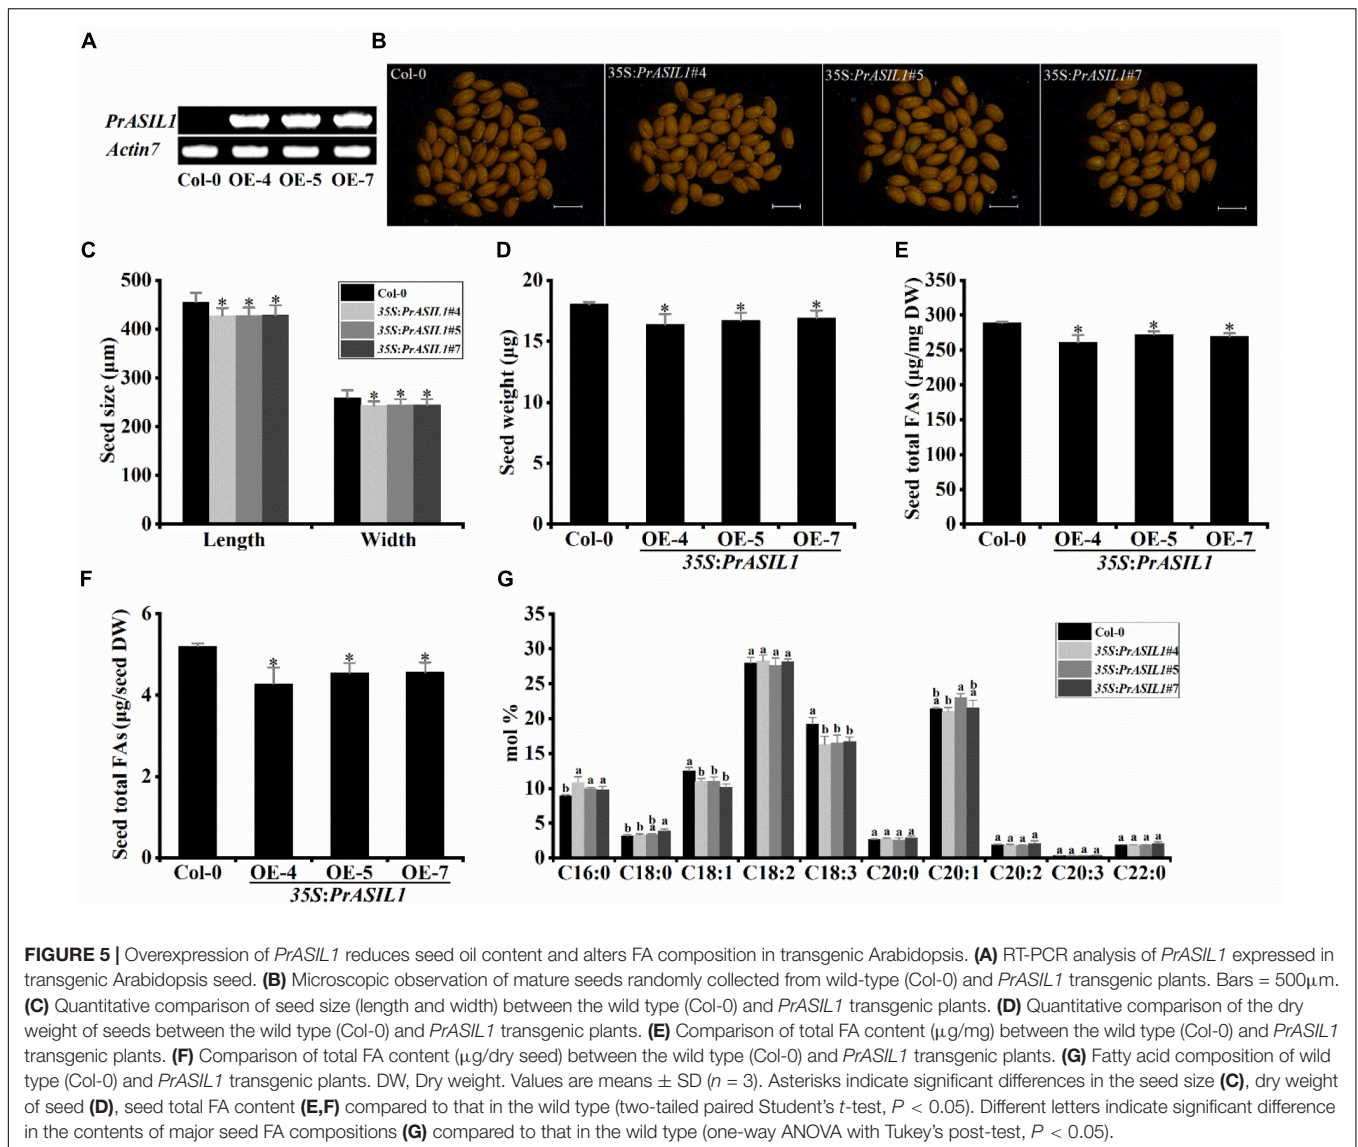 A
PrASIL1
Actin7
Col-0 OE-4 OE-5 OE-7
B
Col-0 35S:PrASIL1#4 35S:PrASIL1#5 35S:PrASIL1#7
C
Seed size (µm)
500
400
300
200
100
0
Length Width
Col-0
35S:PrASIL1#4
35S:PrASIL1#5
35S:PrASIL1#7
* * * * * *
D
Seed weight (µg)
20
15
10
5
0
* * *
Col-0 OE-4 OE-5 OE-7
35S:PrASIL1
E
Seed total FAs (µg/mg DW)
350
300
250
200
150
100
50
0
* * *
Col-0 OE-4 OE-5 OE-7
35S:PrASIL1
F
Seed total FAs (µg/seed DW)
6
4
2
0
* * *
Col-0 OE-4 OE-5 OE-7
35S:PrASIL1
G
mol %
35
30
25
20
15
10
5
0
Col-0
35S:PrASIL1#4
35S:PrASIL1#5
35S:PrASIL1#7
b a a a
b b b a a
a b b b
a a a a
a b b b
a a a a
b a b a b a
a a a a
a a a a
a a a a
C16:0 C18:0 C18:1 C18:2 C18:3 C20:0 C20:1 C20:2 C20:3 C22:0
FIGURE 5 | Overexpression of PrASIL1 reduces seed oil content and alters FA composition in transgenic Arabidopsis. (A) RT-PCR analysis of PrASIL1 expressed in
transgenic Arabidopsis seed. (B) Microscopic observation of mature seeds randomly collected from wild-type (Col-0) and PrASIL1 transgenic plants. Bars = 500µm.
(C) Quantitative comparison of seed size (length and width) between the wild type (Col-0) and PrASIL1 transgenic plants. (D) Quantitative comparison of the dry
weight of seeds between the wild type (Col-0) and PrASIL1 transgenic plants. (E) Comparison of total FA content (µg/mg) between the wild type (Col-0) and PrASIL1
transgenic plants. (F) Comparison of total FA content (µg/dry seed) between the wild type (Col-0) and PrASIL1 transgenic plants. (G) Fatty acid composition of wild
type (Col-0) and PrASIL1 transgenic plants. DW, Dry weight. Values are means ± SD (n = 3). Asterisks indicate significant differences in the seed size (C), dry weight
of seed (D), seed total FA content (E,F) compared to that in the wild type (two-tailed paired Student's t-test, P < 0.05). Different letters indicate significant difference
in the contents of major seed FA compositions (G) compared to that in the wild type (one-way ANOVA with Tukey's post-test, P < 0.05).